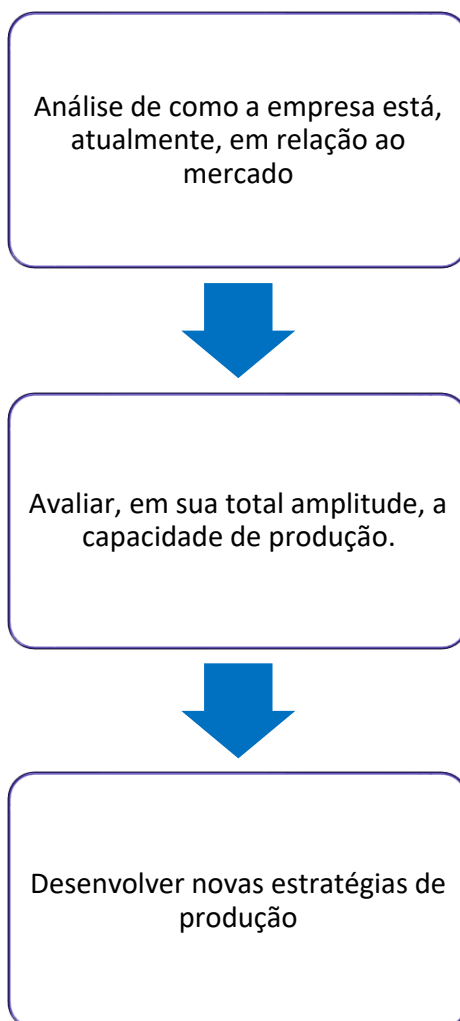 Análise de como a empresa está,
atualmente, em relação ao
mercado
Avaliar, em sua total amplitude, a
capacidade de produção.
Desenvolver novas estratégias de
produção